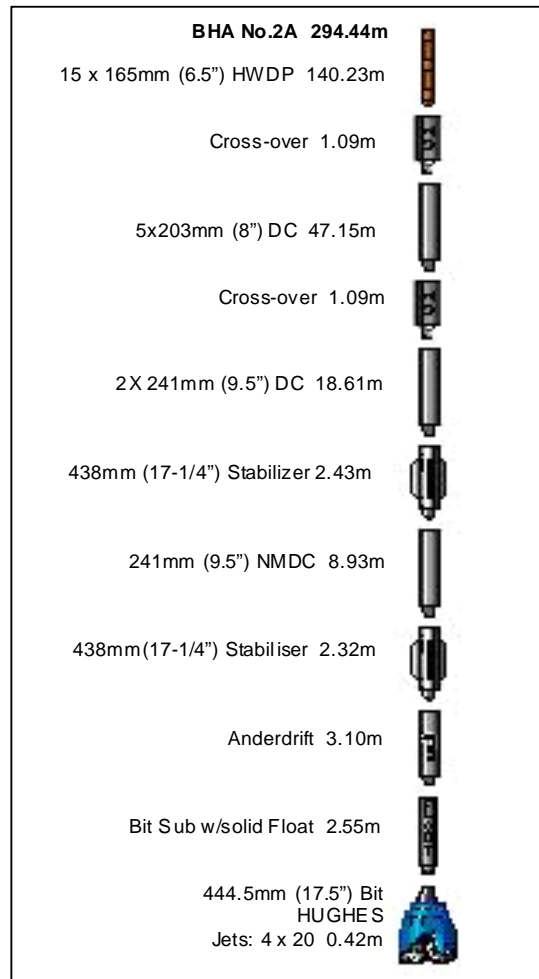 BHA No.2A 294.44m
15 x 165mm (6.5”) HWDP 140.23m
Cross-over 1.09m
5x203mm (8”) DC 47.15m
Cross-over 1.09m
2X 241mm (9.5”) DC 18.61m
438mm (17-1/4”) Stabilizer 2.43m
241mm (9.5”) NMDC 8.93m
438mm(17-1/4”) Stabiliser 2.32m
Anderdrift 3.10m
Bit Sub w/solid Float 2.55m
444.5mm (17.5”) Bit
HUGHES
Jets: 4 x 20 0.42m